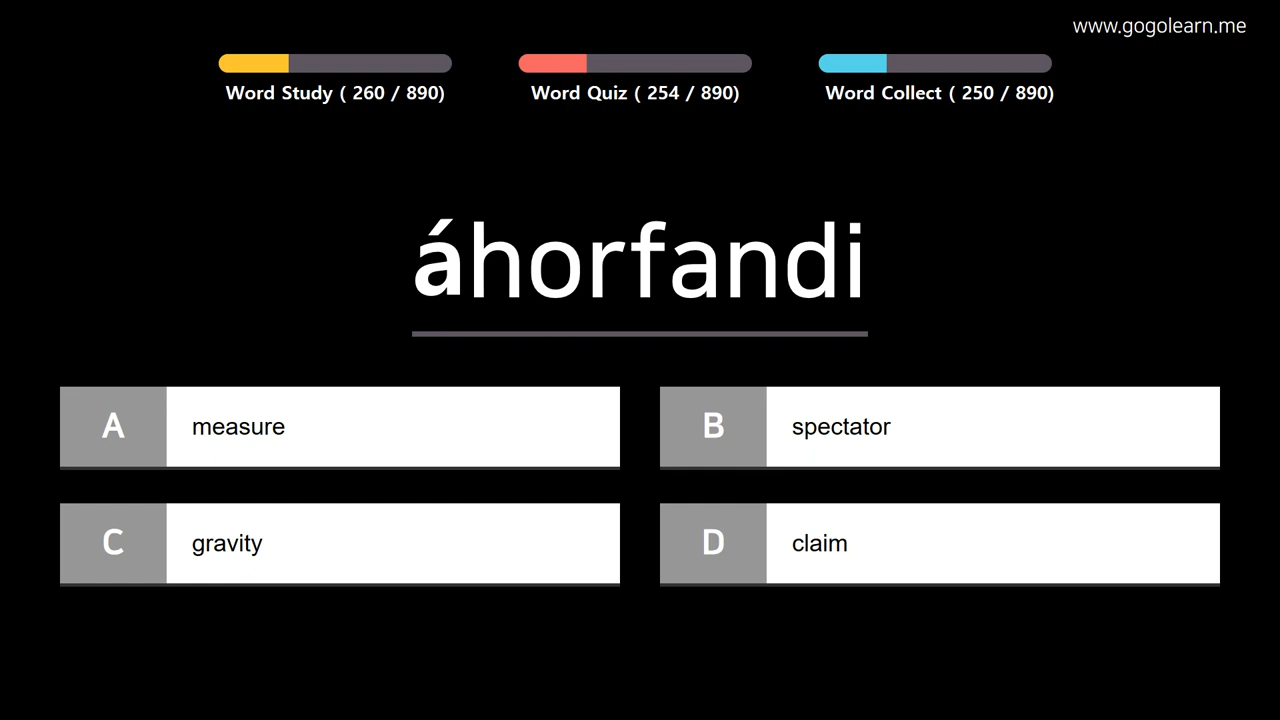 www.gogolearn.me
Word Study ( 260 / 890)
Word Quiz ( 254 / 890)
Word Collect ( 250 / 890)
áhorfandi
A measure
B spectator
C gravity
D claim